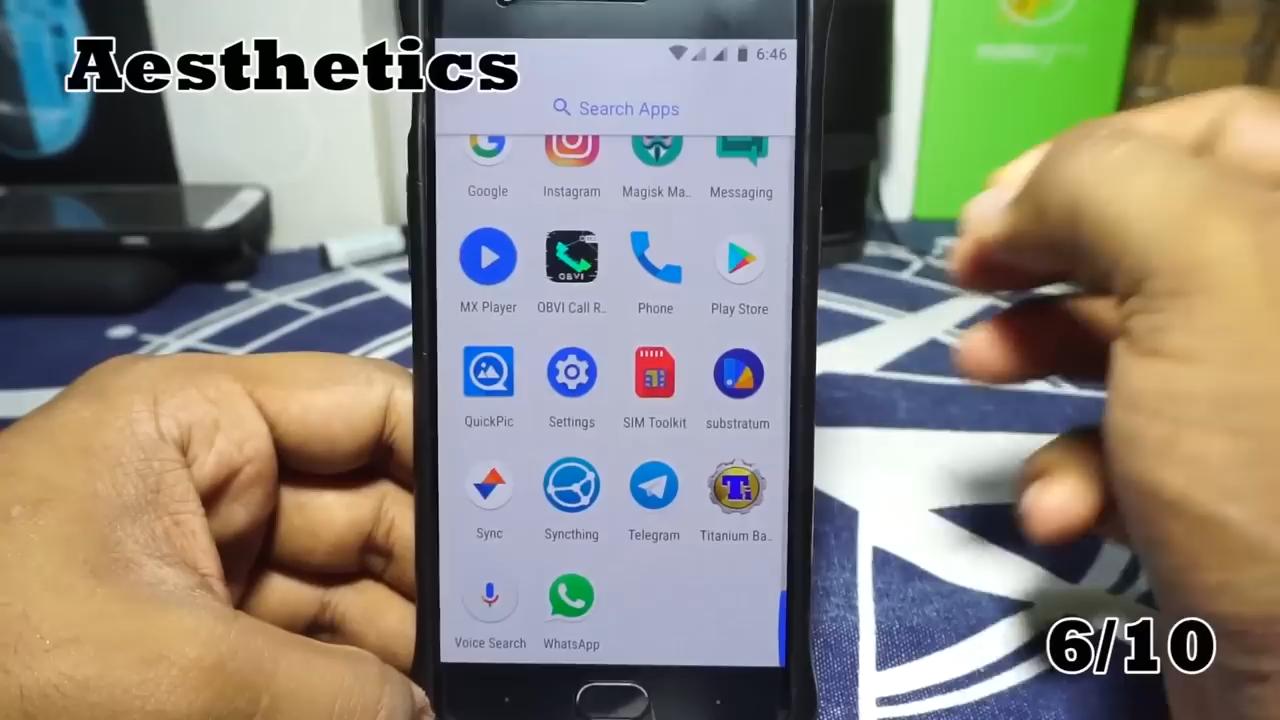 Aesthetics
6:46
Search Apps
Google Instagram Magisk Ma.. Messaging
OBVI
MX Player OBVI Call R.. Phone Play Store
QuickPic Settings SIM Toolkit substratum
Sync Syncthing Telegram Titanium Ba..
Voice Search WhatsApp
6/10